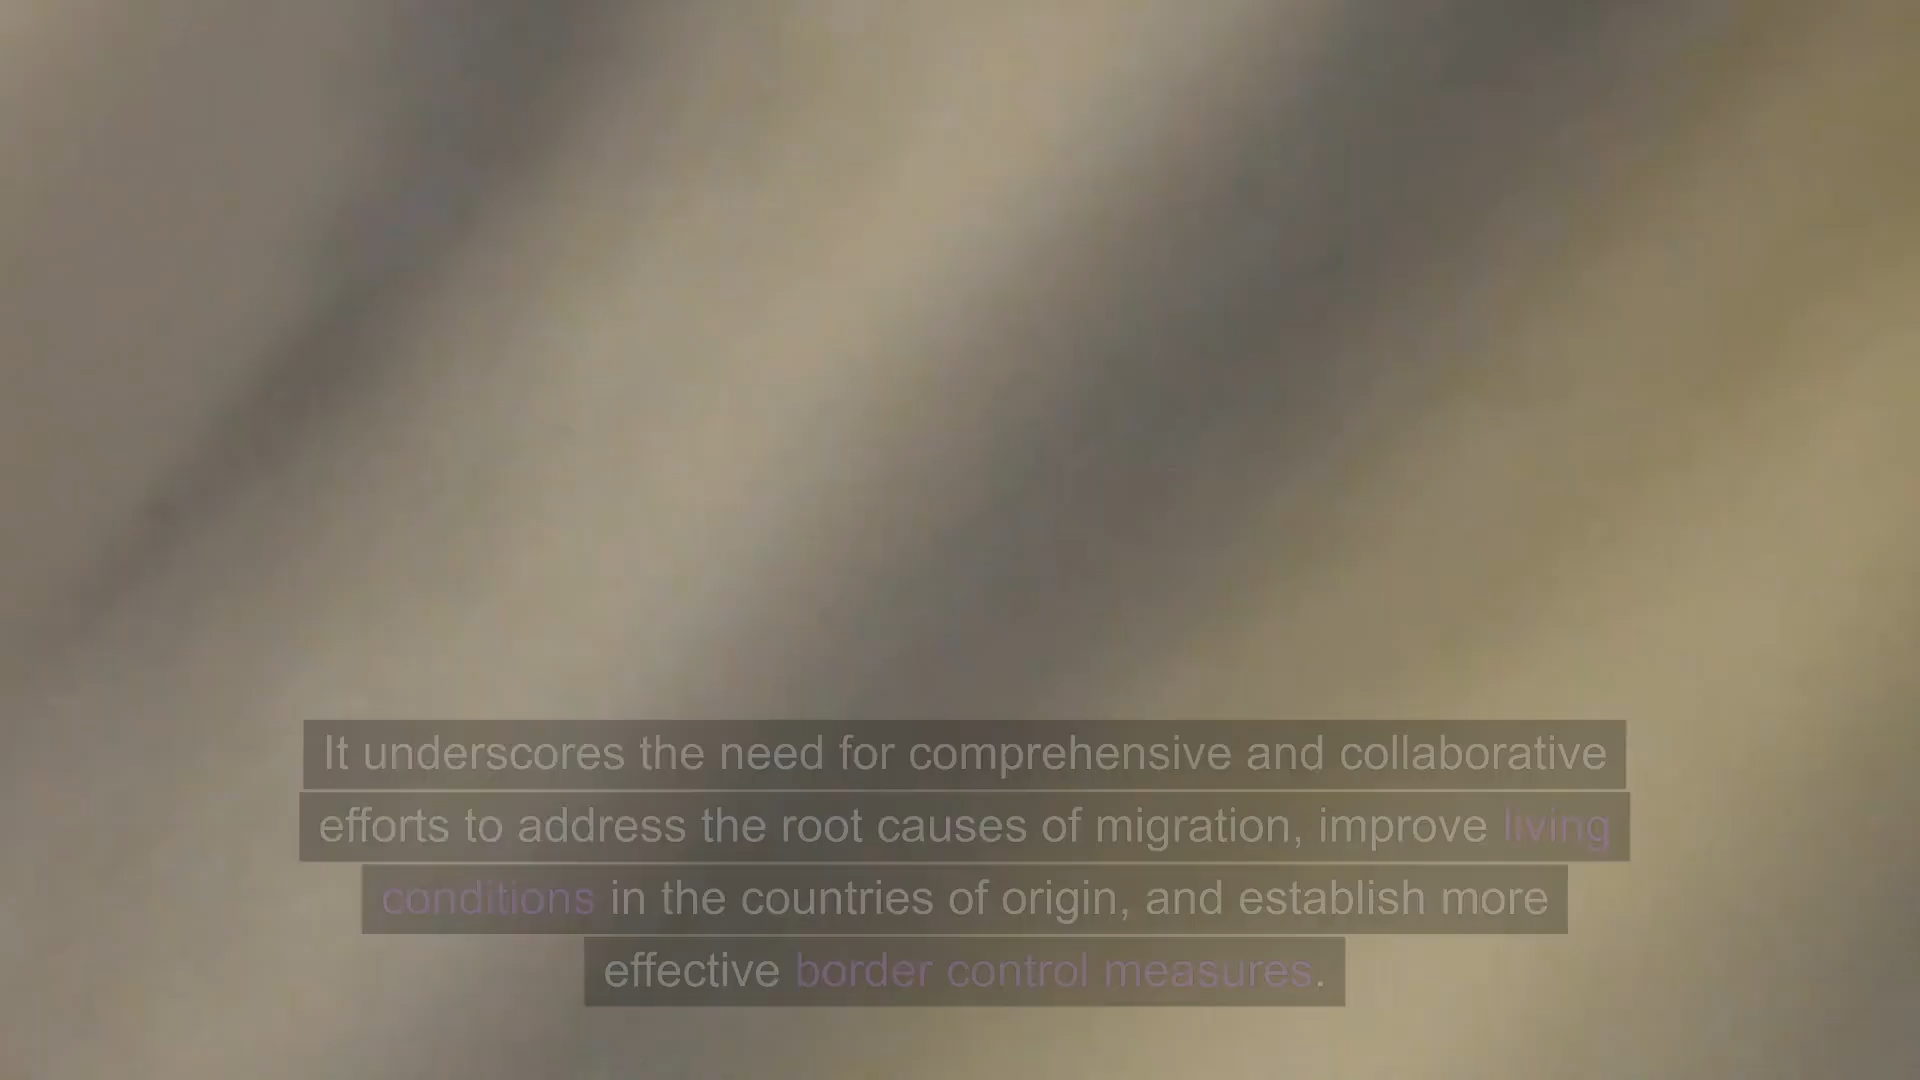 It underscores the need for comprehensive and collaborative
efforts to address the root causes of migration, improve living
conditions in the countries of origin, and establish more
effective border control measures.